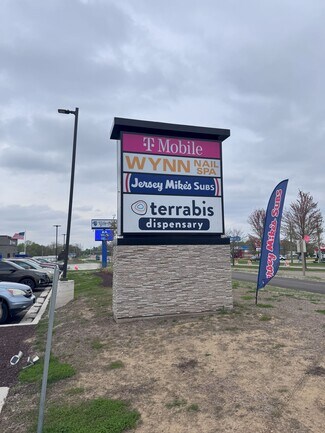 T Mobile
WYNN NAIL SPA
Jersey Mike's SUBS
terrabis
dispensary
Jersey Mike's Subs